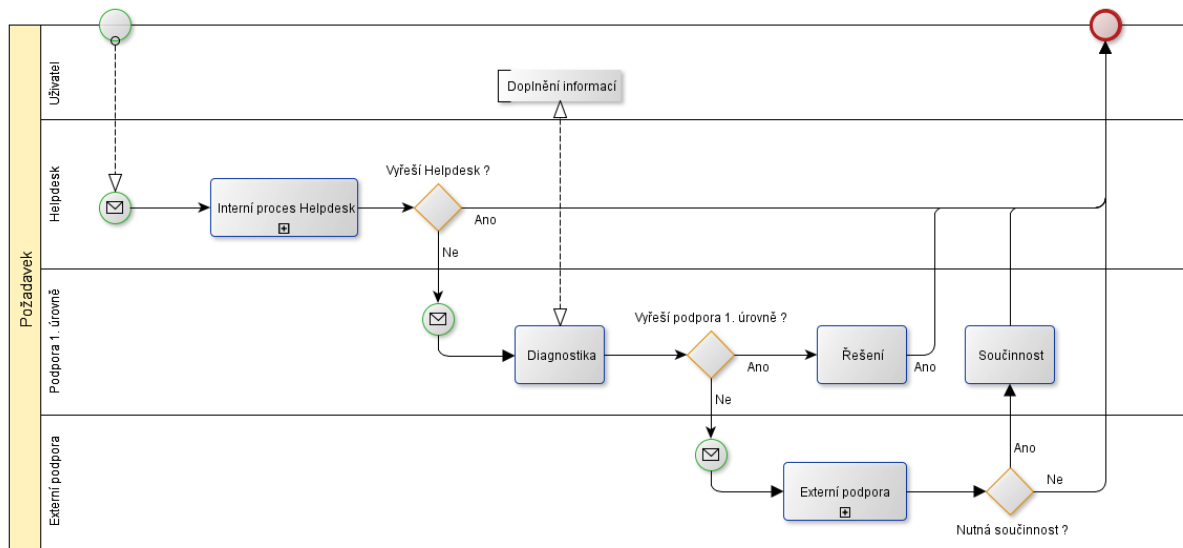 Požadavek
Uživatel
Doplnění informací
Helpdesk
Interní proces Helpdesk
Vyřeší Helpdesk ?
Ano
Ne
Podpora 1. úrovně
Diagnostika
Vyřeší podpora 1. úrovně ?
Ano
Ne
Řešení
Ano
Součinnost
Externí podpora
Externí podpora
Ano
Ne
Nutná součinnost ?